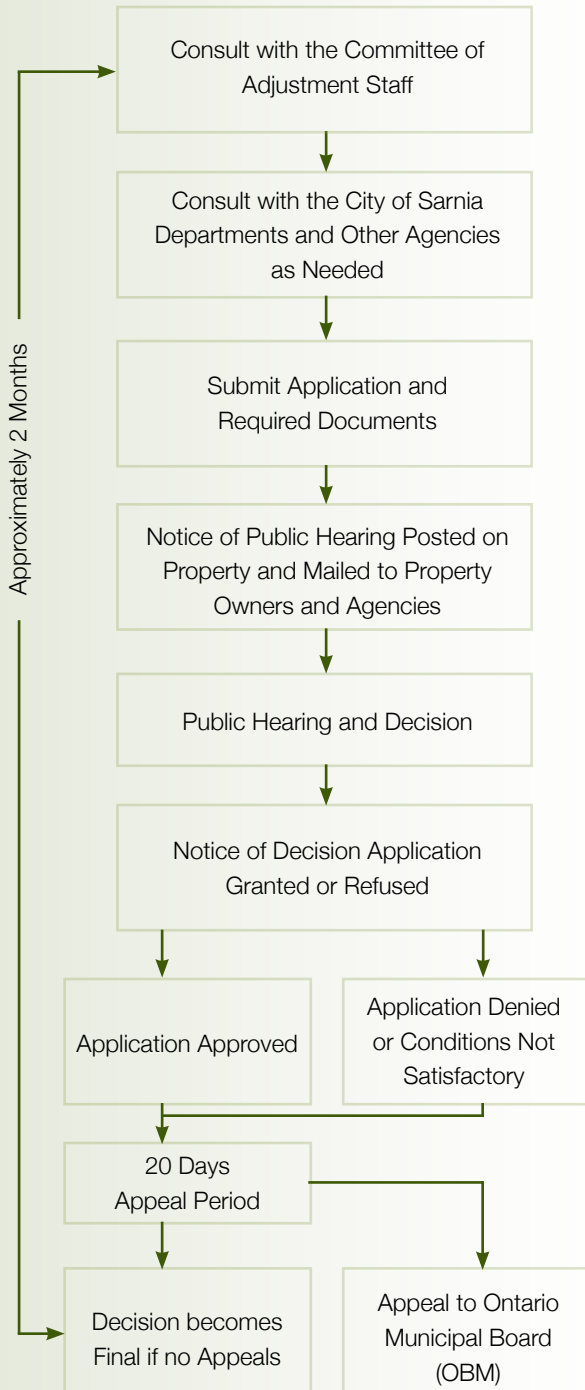 Consult with the Committee of
Adjustment Staff
Consult with the City of Sarnia
Departments and Other Agencies
as Needed
Approximately 2 Months
Submit Application and
Required Documents
Notice of Public Hearing Posted on
Property and Mailed to Property
Owners and Agencies
Public Hearing and Decision
Notice of Decision Application
Granted or Refused
Application Approved
Application Denied
or Conditions Not
Satisfactory
20 Days
Appeal Period
Decision becomes
Final if no Appeals
Appeal to Ontario
Municipal Board
(OBM)